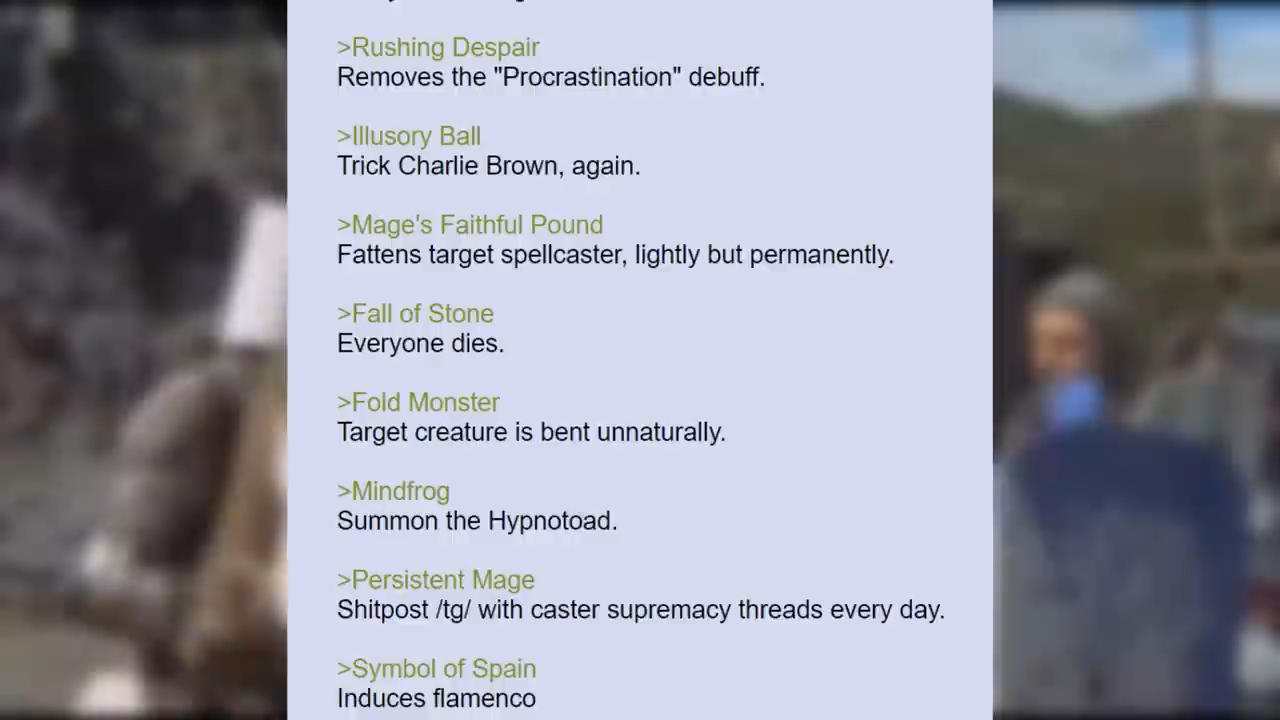 >Rushing Despair
Removes the "Procrastination" debuff.
>Illusory Ball
Trick Charlie Brown, again.
>Mage's Faithful Pound
Fattens target spellcaster, lightly but permanently.
>Fall of Stone
Everyone dies.
>Fold Monster
Target creature is bent unnaturally.
>Mindfrog
Summon the Hypnotoad.
>Persistent Mage
Shitpost /tg/ with caster supremacy threads every day.
>Symbol of Spain
Induces flamenco